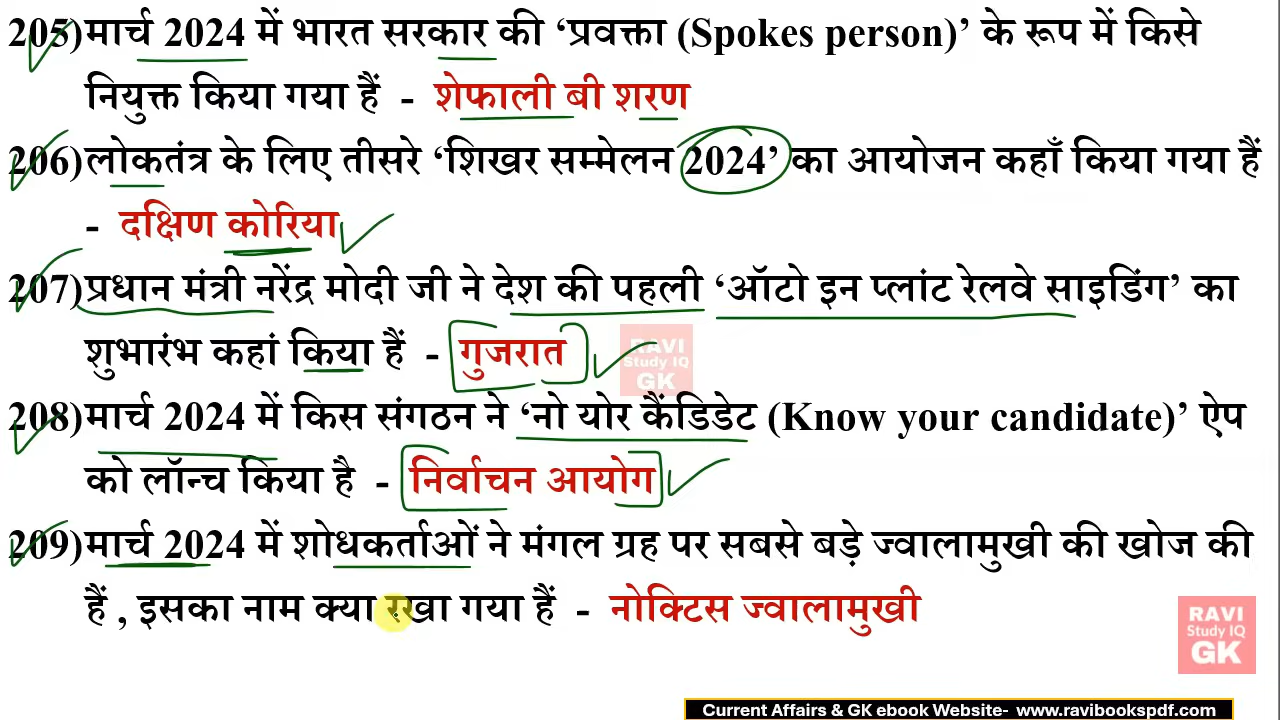 205)मार्च 2024 में भारत सरकार की ‘प्रवक्ता (Spokes person)’ के रूप में किसे
नियुक्त किया गया हैं - शेफाली बी शरण
206)लोकतंत्र के लिए तीसरे ‘शिखर सम्मेलन 2024’ का आयोजन कहाँ किया गया हैं
- दक्षिण कोरिया
207)प्रधान मंत्री नरेंद्र मोदी जी ने देश की पहली ‘ऑटो इन प्लांट रेलवे साइडिंग’ का
शुभारंभ कहां किया हैं - गुजरात
RAVI
Study IQ
GK
208)मार्च 2024 में किस संगठन ने ‘नो योर कैंडिडेट (Know your candidate)’ ऐप
को लॉन्च किया है - निर्वाचन आयोग
209)मार्च 2024 में शोधकर्ताओं ने मंगल ग्रह पर सबसे बड़े ज्वालामुखी की खोज की
हैं , इसका नाम क्या रखा गया हैं - नोक्टिस ज्वालामुखी
RAVI
Study IQ
GK
Current Affairs & GK ebook Website- www.ravibookspdf.com